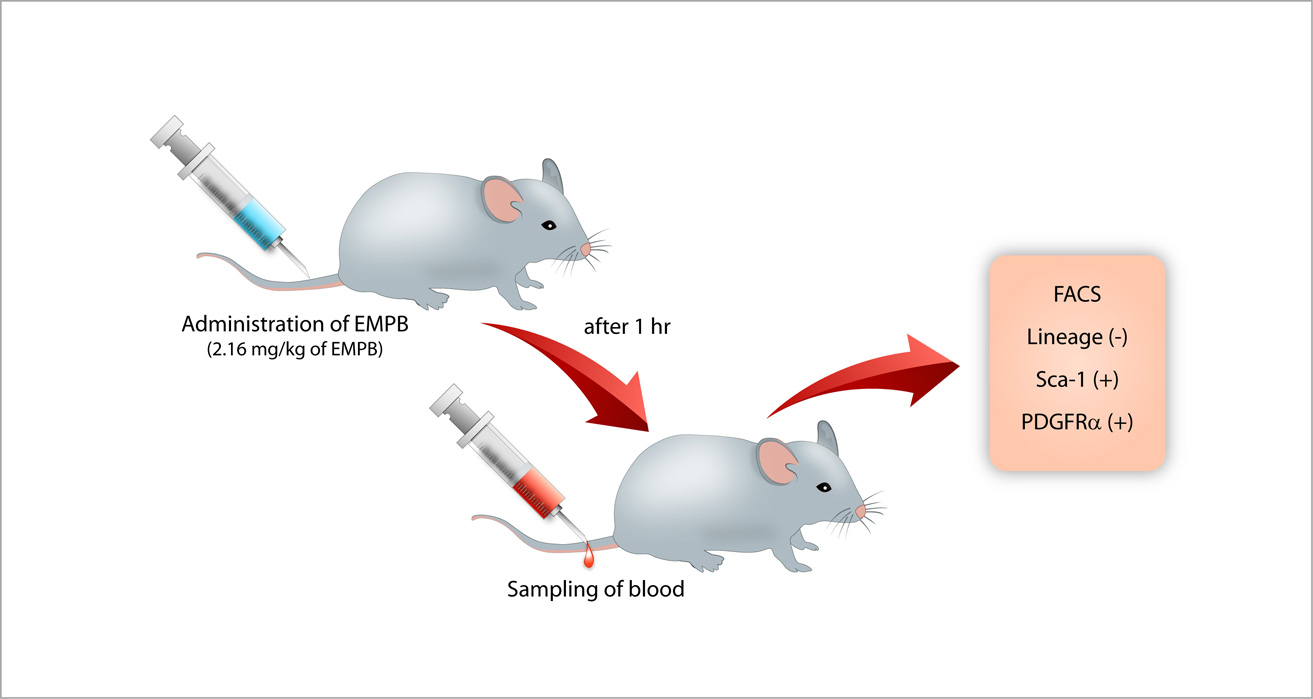 Administration of EMPB
(2.16 mg/kg of EMPB)
after 1 hr
Sampling of blood
FACS
Lineage (-)
Sca-1 (+)
PDGFRα (+)